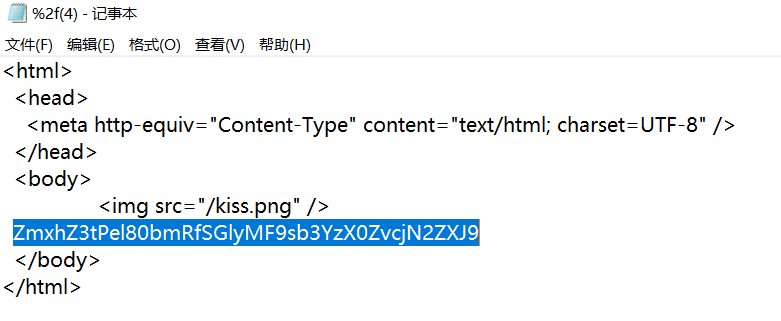 %2f(4) - 记事本
文件(F) 编辑(E) 格式(O) 查看(V) 帮助(H)
<html>
<head>
<meta http-equiv="Content-Type" content="text/html; charset=UTF-8" />
</head>
<body>
<img src="/kiss.png" />
ZmxhZ3tPel80bmRfSGlyMF9sb3YzX0ZvcjN2ZXJ9
</body>
</html>